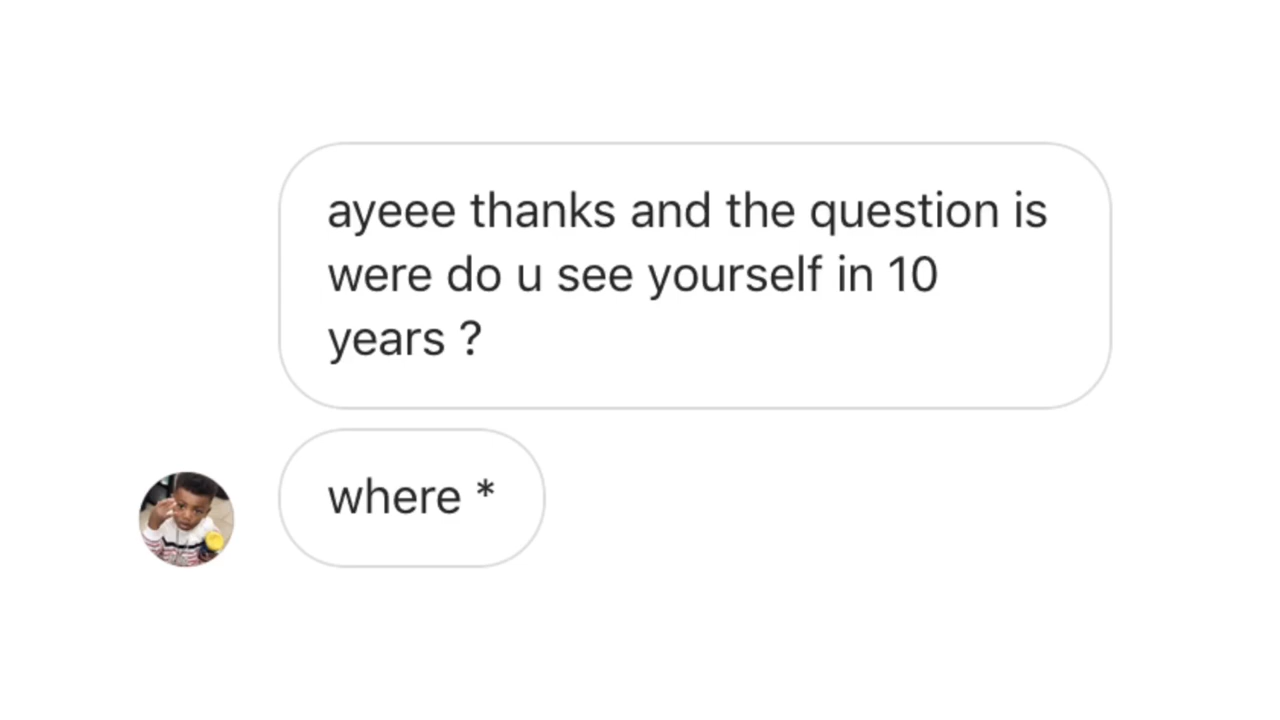 ayeee thanks and the question is
were do u see yourself in 10
years ?
where *